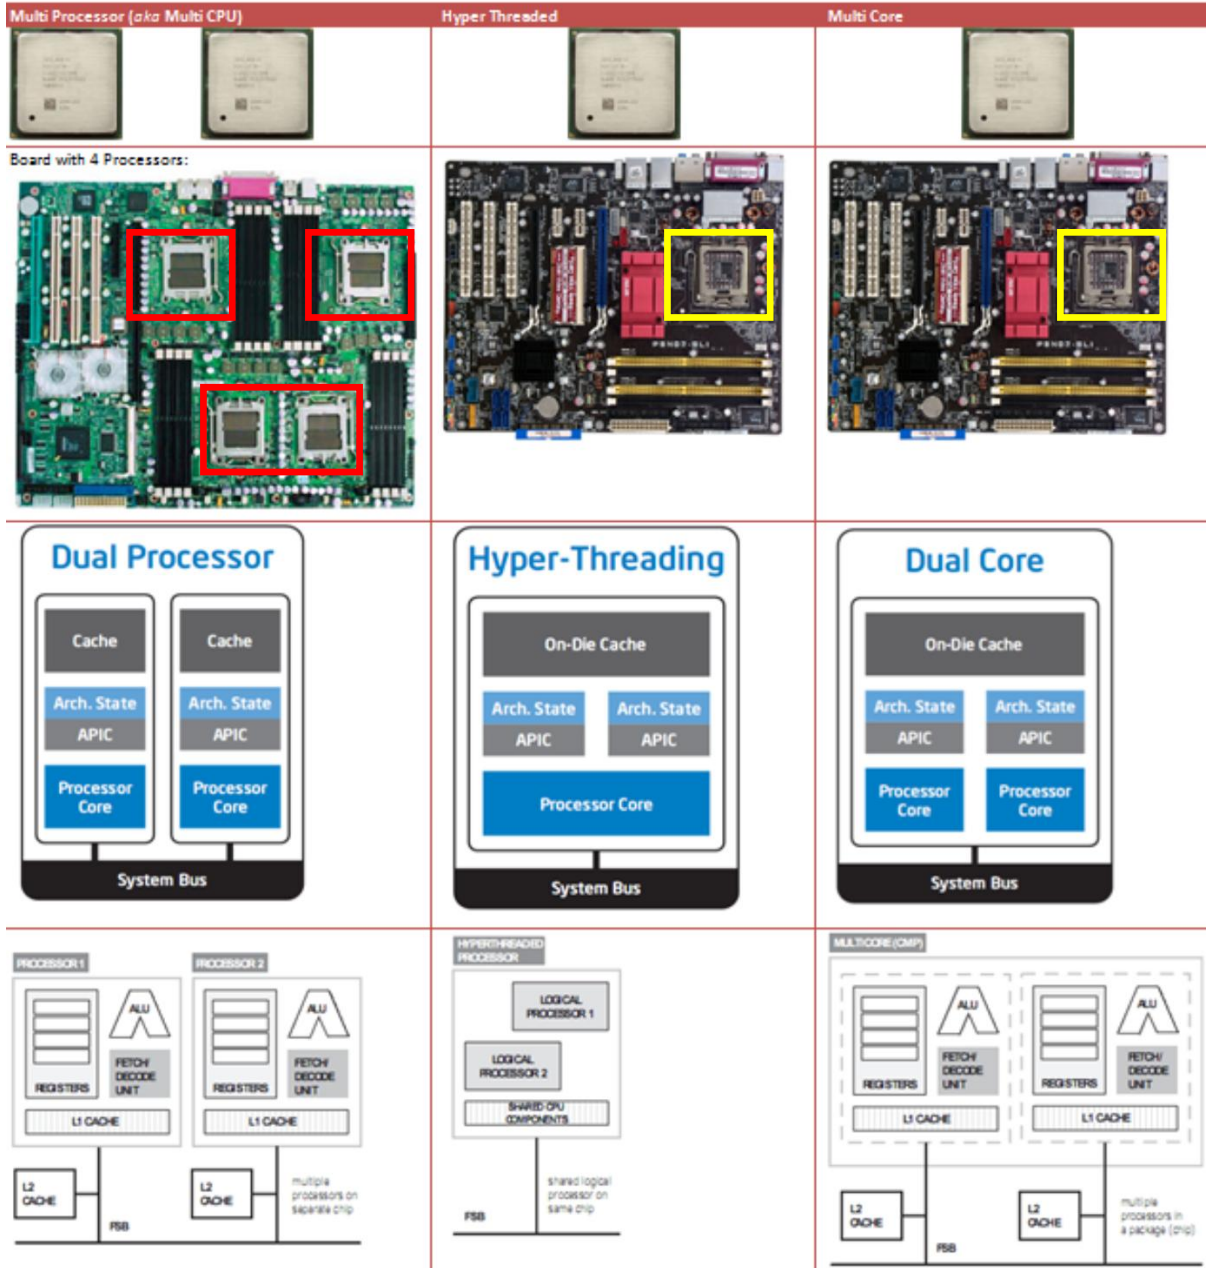 Multi Processor (aka Multi CPU)
Hyper Threaded
Multi Core
Board with 4 Processors:
P5N07-SLI
P5N07-SLI
Dual Processor
Cache
Cache
Arch. State
Arch. State
APIC
APIC
Processor
Core
Processor
Core
System Bus
Hyper-Threading
On-Die Cache
Arch. State
Arch. State
APIC
APIC
Processor Core
System Bus
Dual Core
On-Die Cache
Arch. State
Arch. State
APIC
APIC
Processor
Core
Processor
Core
System Bus
PROCESSOR 1
ALU
FETCH/
DECODE
UNIT
REGISTERS
L1 CACHE
L2
CACHE
PROCESSOR 2
ALU
FETCH/
DECODE
UNIT
REGISTERS
L1 CACHE
L2
CACHE
FSB
multiple
processors on
separate chip
HYPERTHREADED
PROCESSOR
LOGICAL
PROCESSOR 1
LOGICAL
PROCESSOR 2
SHARED CPU
COMPONENTS
shared logical
processor on
same chip
FSB
MULTICORE (CMP)
ALU
FETCH/
DECODE
UNIT
REGISTERS
L1 CACHE
L2
CACHE
FSB
ALU
FETCH/
DECODE
UNIT
REGISTERS
L1 CACHE
L2
CACHE
multiple
processors in
a package (chip)